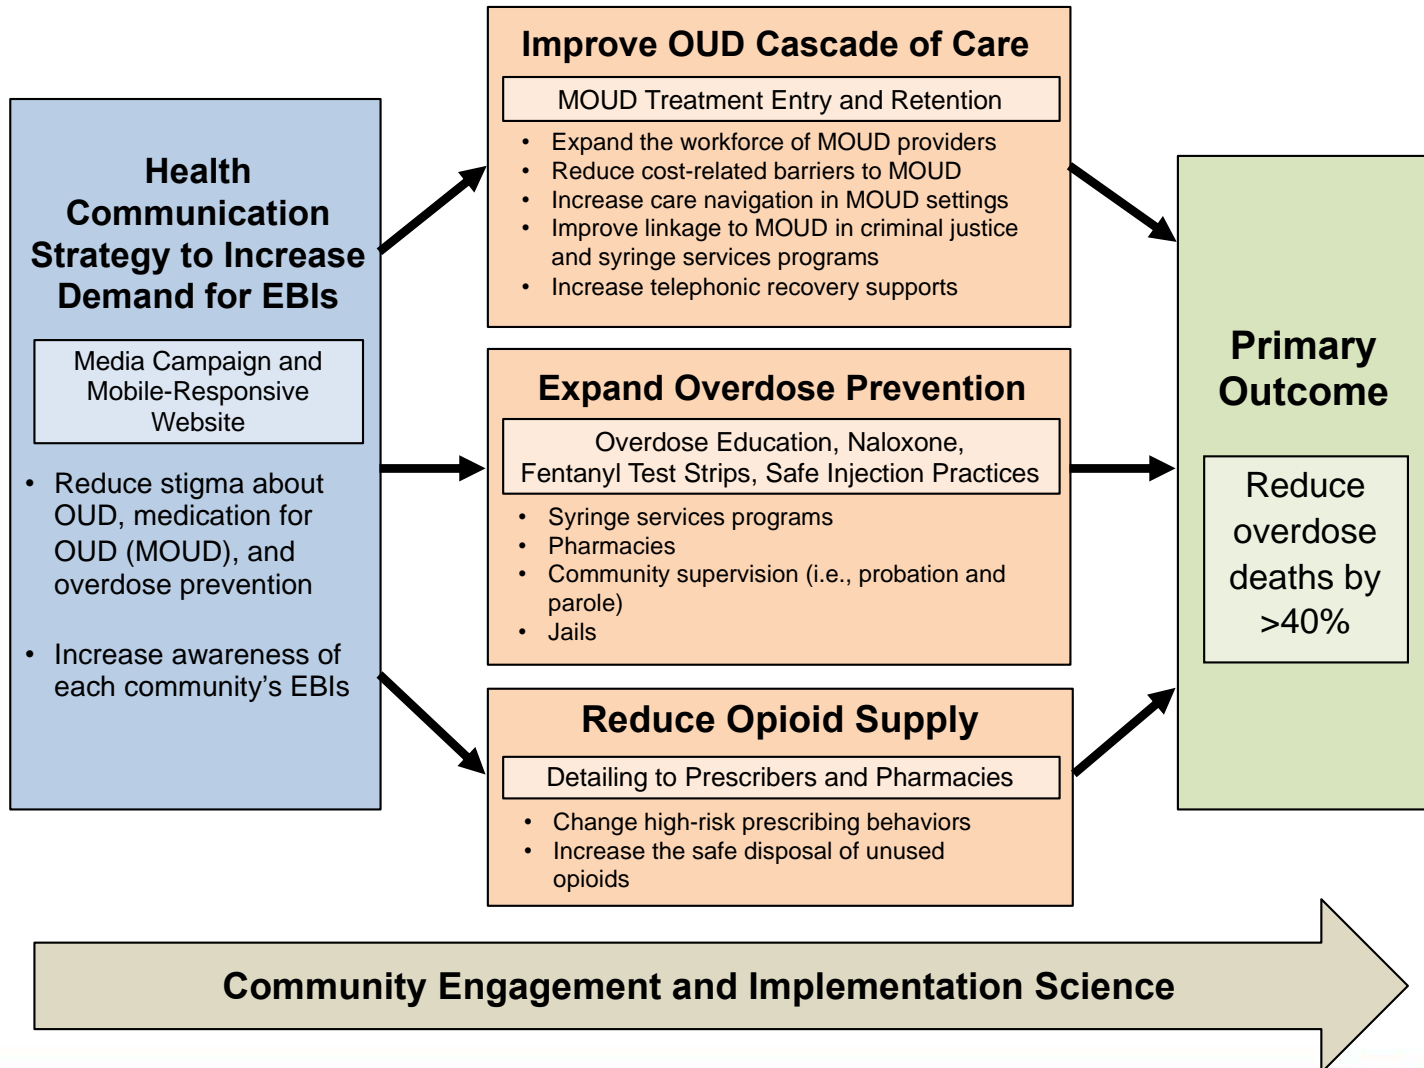 Health
Communication
Strategy to Increase
Demand for EBIs
Media Campaign and
Mobile-Responsive
Website
• Reduce stigma about
OUD, medication for
OUD (MOUD), and
overdose prevention
• Increase awareness of
each community’s EBIs
Improve OUD Cascade of Care
MOUD Treatment Entry and Retention
• Expand the workforce of MOUD providers
• Reduce cost-related barriers to MOUD
• Increase care navigation in MOUD settings
• Improve linkage to MOUD in criminal justice
and syringe services programs
• Increase telephonic recovery supports
Expand Overdose Prevention
Overdose Education, Naloxone,
Fentanyl Test Strips, Safe Injection Practices
• Syringe services programs
• Pharmacies
• Community supervision (i.e., probation and
parole)
• Jails
Reduce Opioid Supply
Detailing to Prescribers and Pharmacies
• Change high-risk prescribing behaviors
• Increase the safe disposal of unused
opioids
Primary
Outcome
Reduce
overdose
deaths by
>40%
Community Engagement and Implementation Science